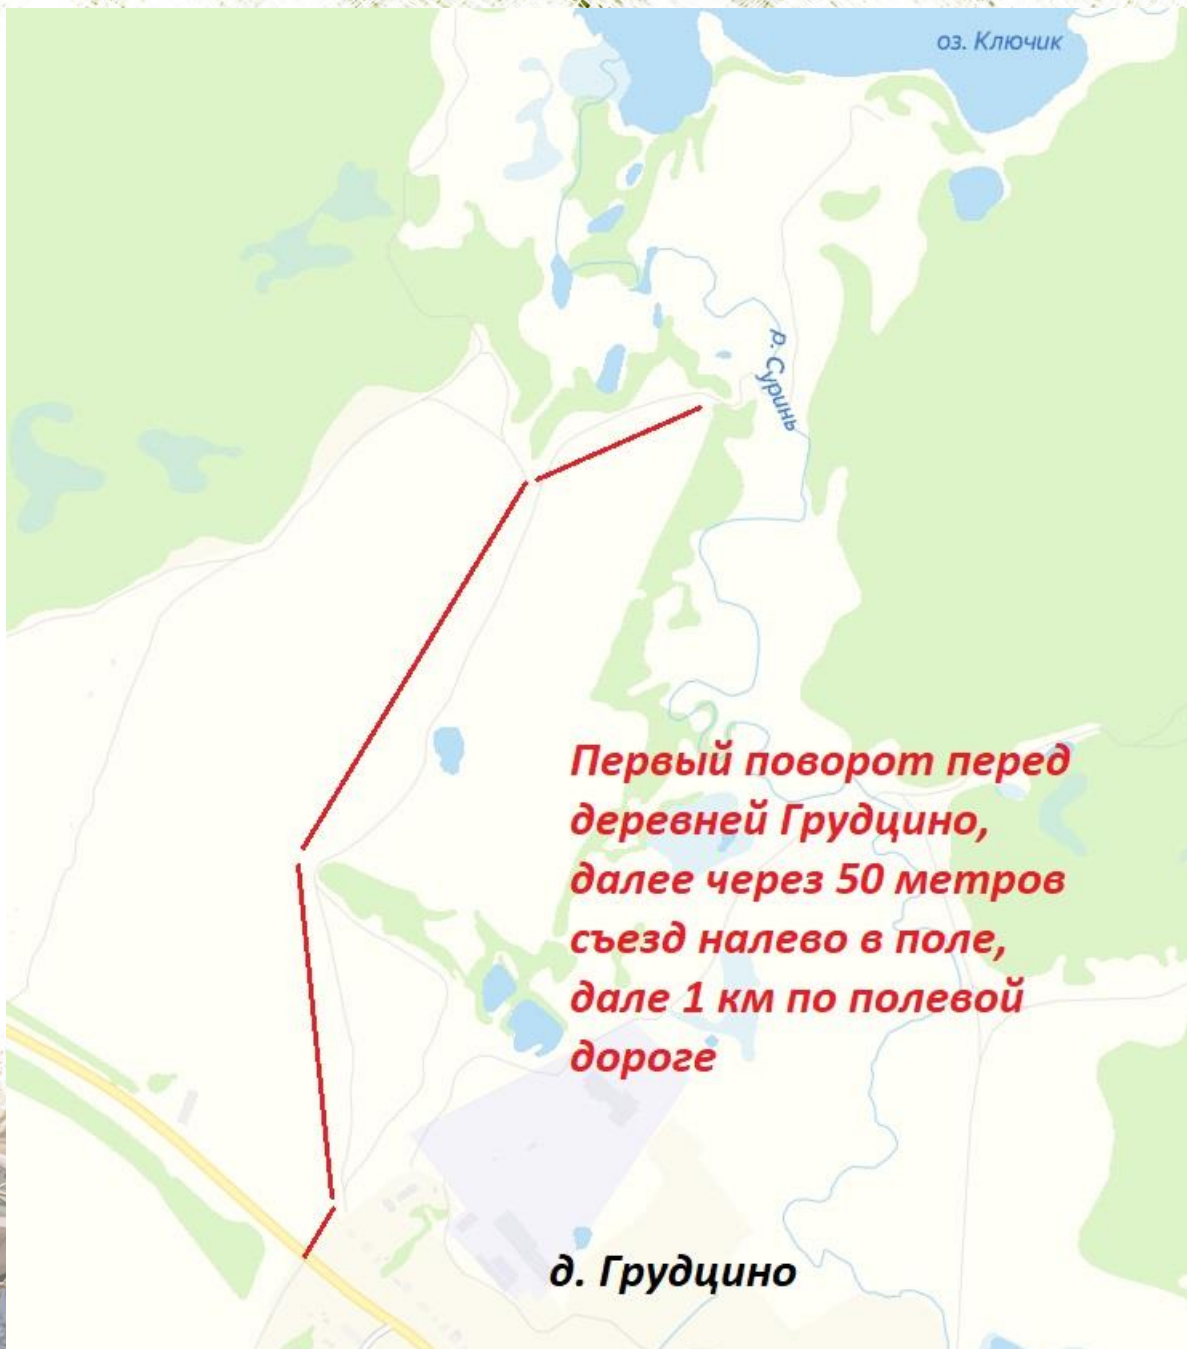 оз. Ключик
р. Суринь
Первый поворот перед
деревней Грудцино,
далее через 50 метров
съезд налево в поле,
дале 1 км по полевой
дороге
д. Грудцино